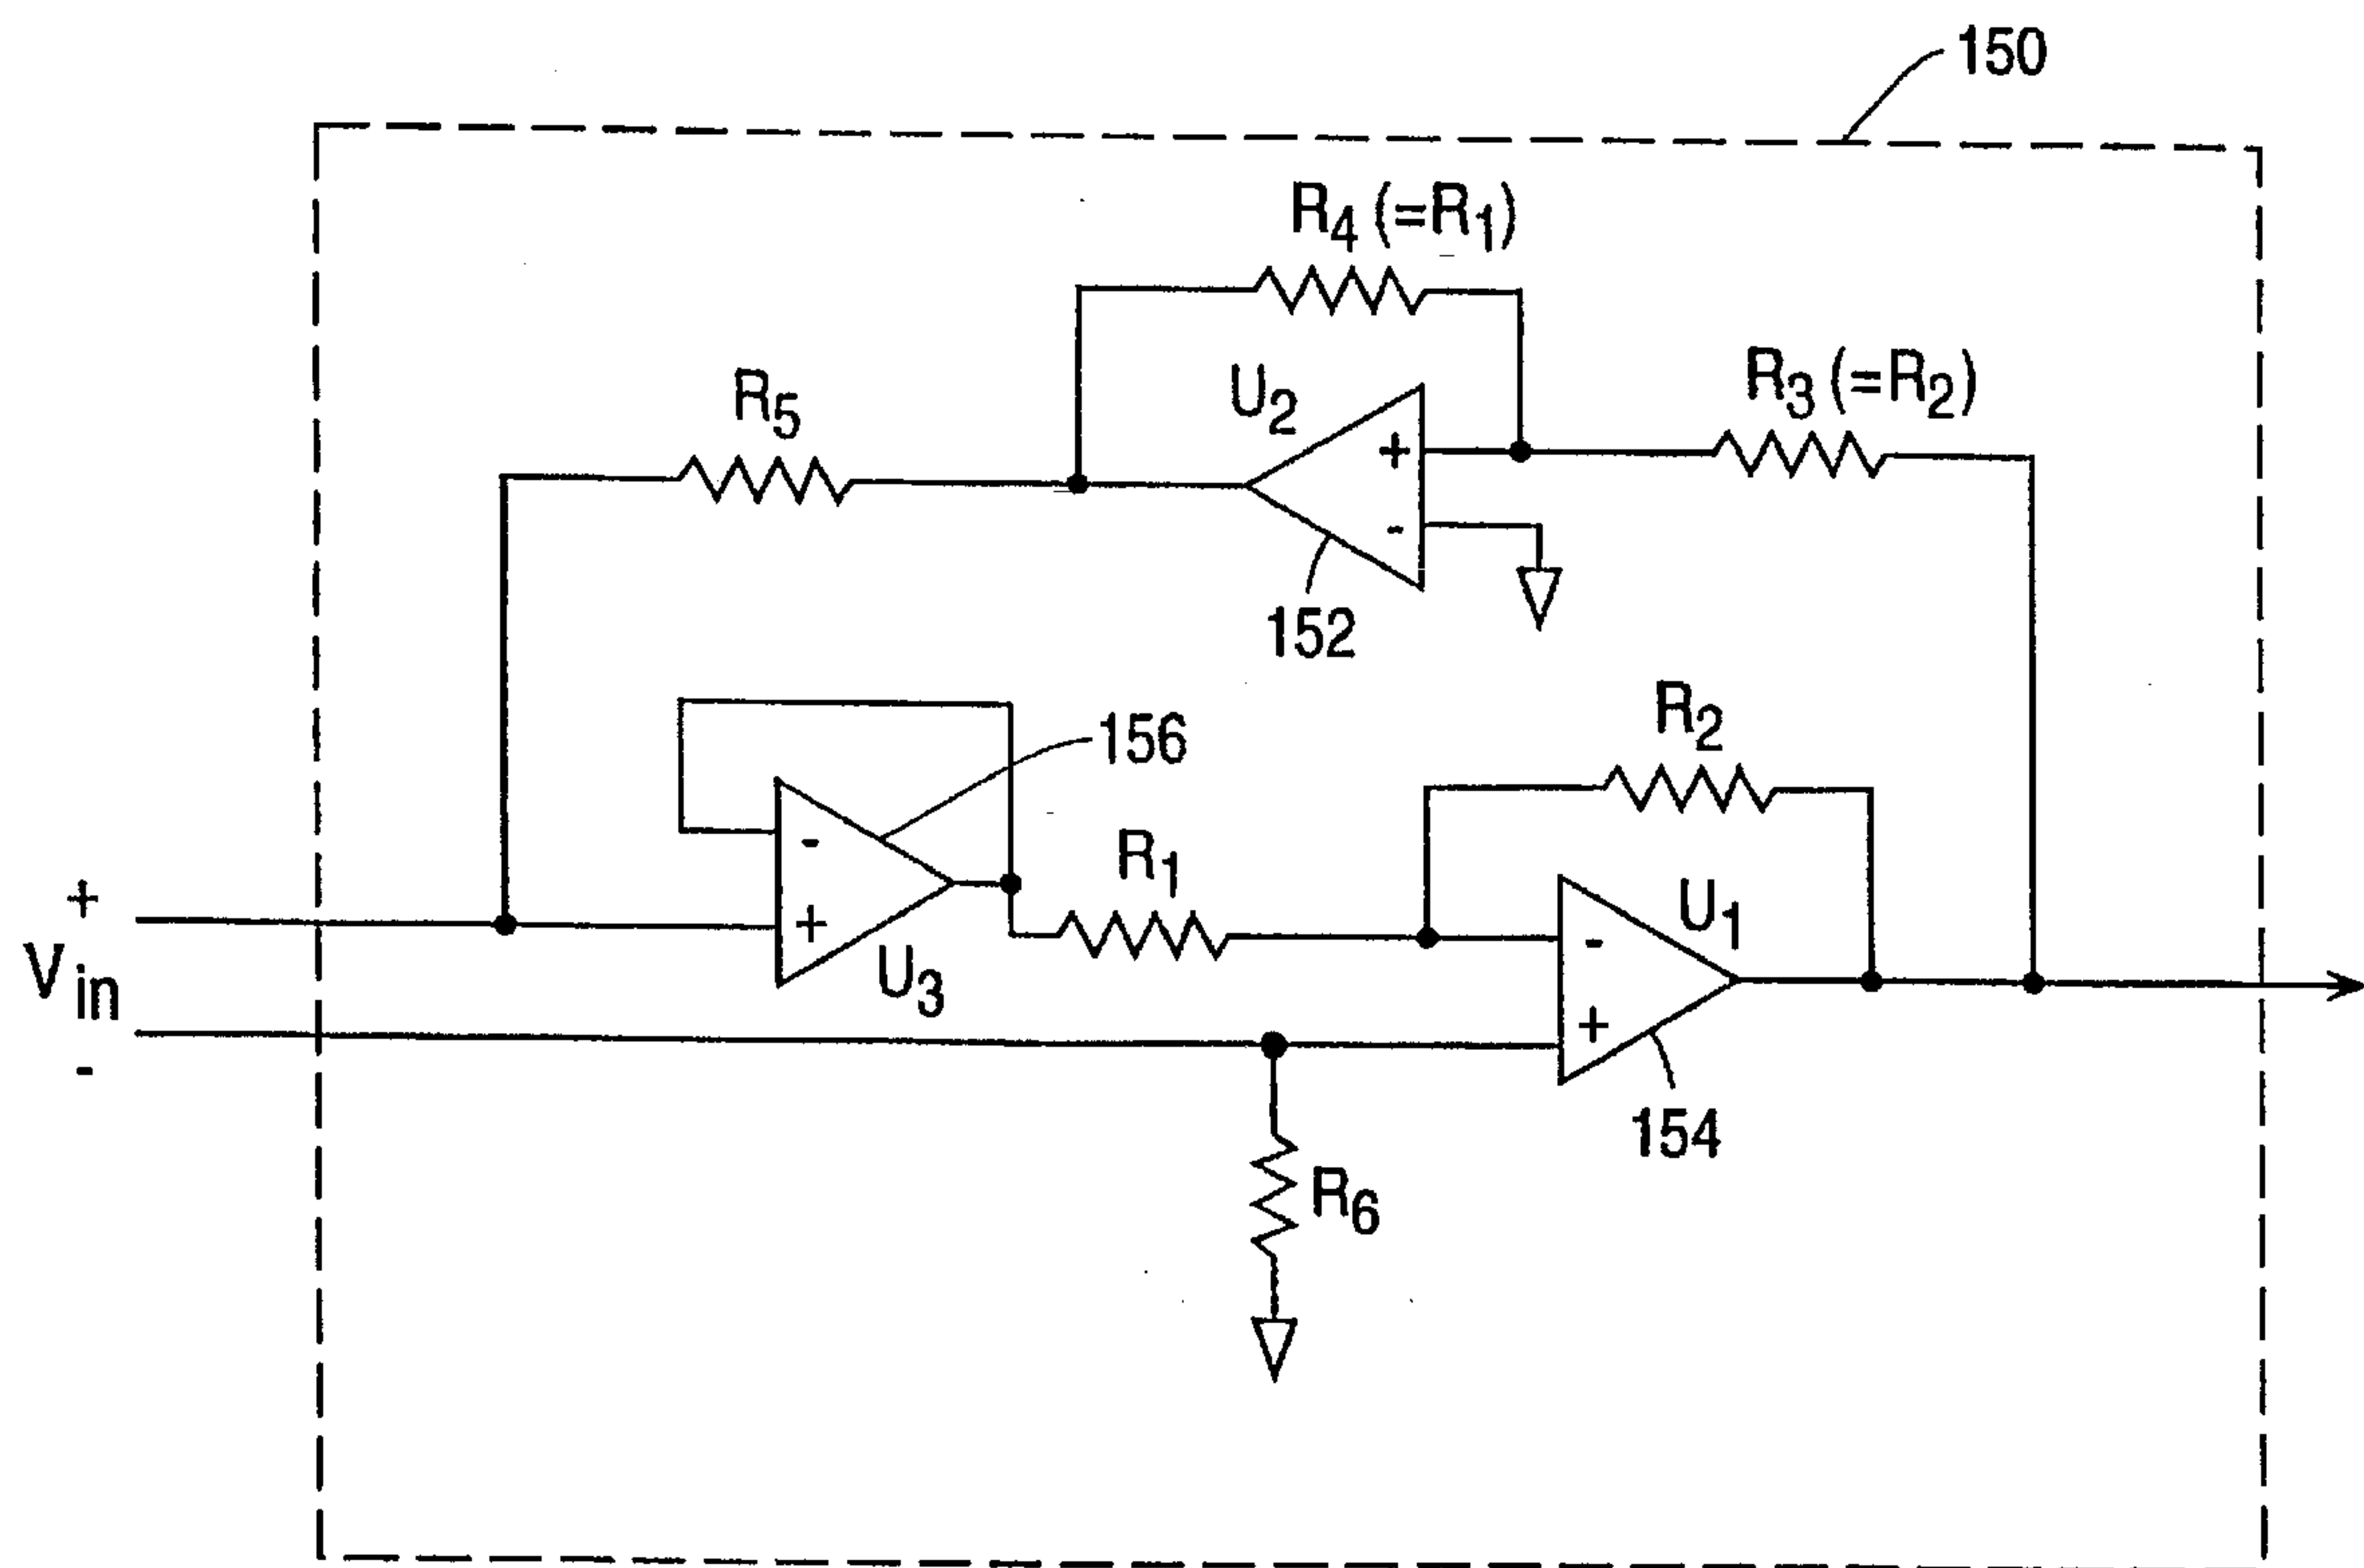 150
R4 (=R1)
R5
U2
R3 (=R2)
+
-
152
R2
156
-
R1
+
U1
+
Vin
-
U3
-
+
154
R6